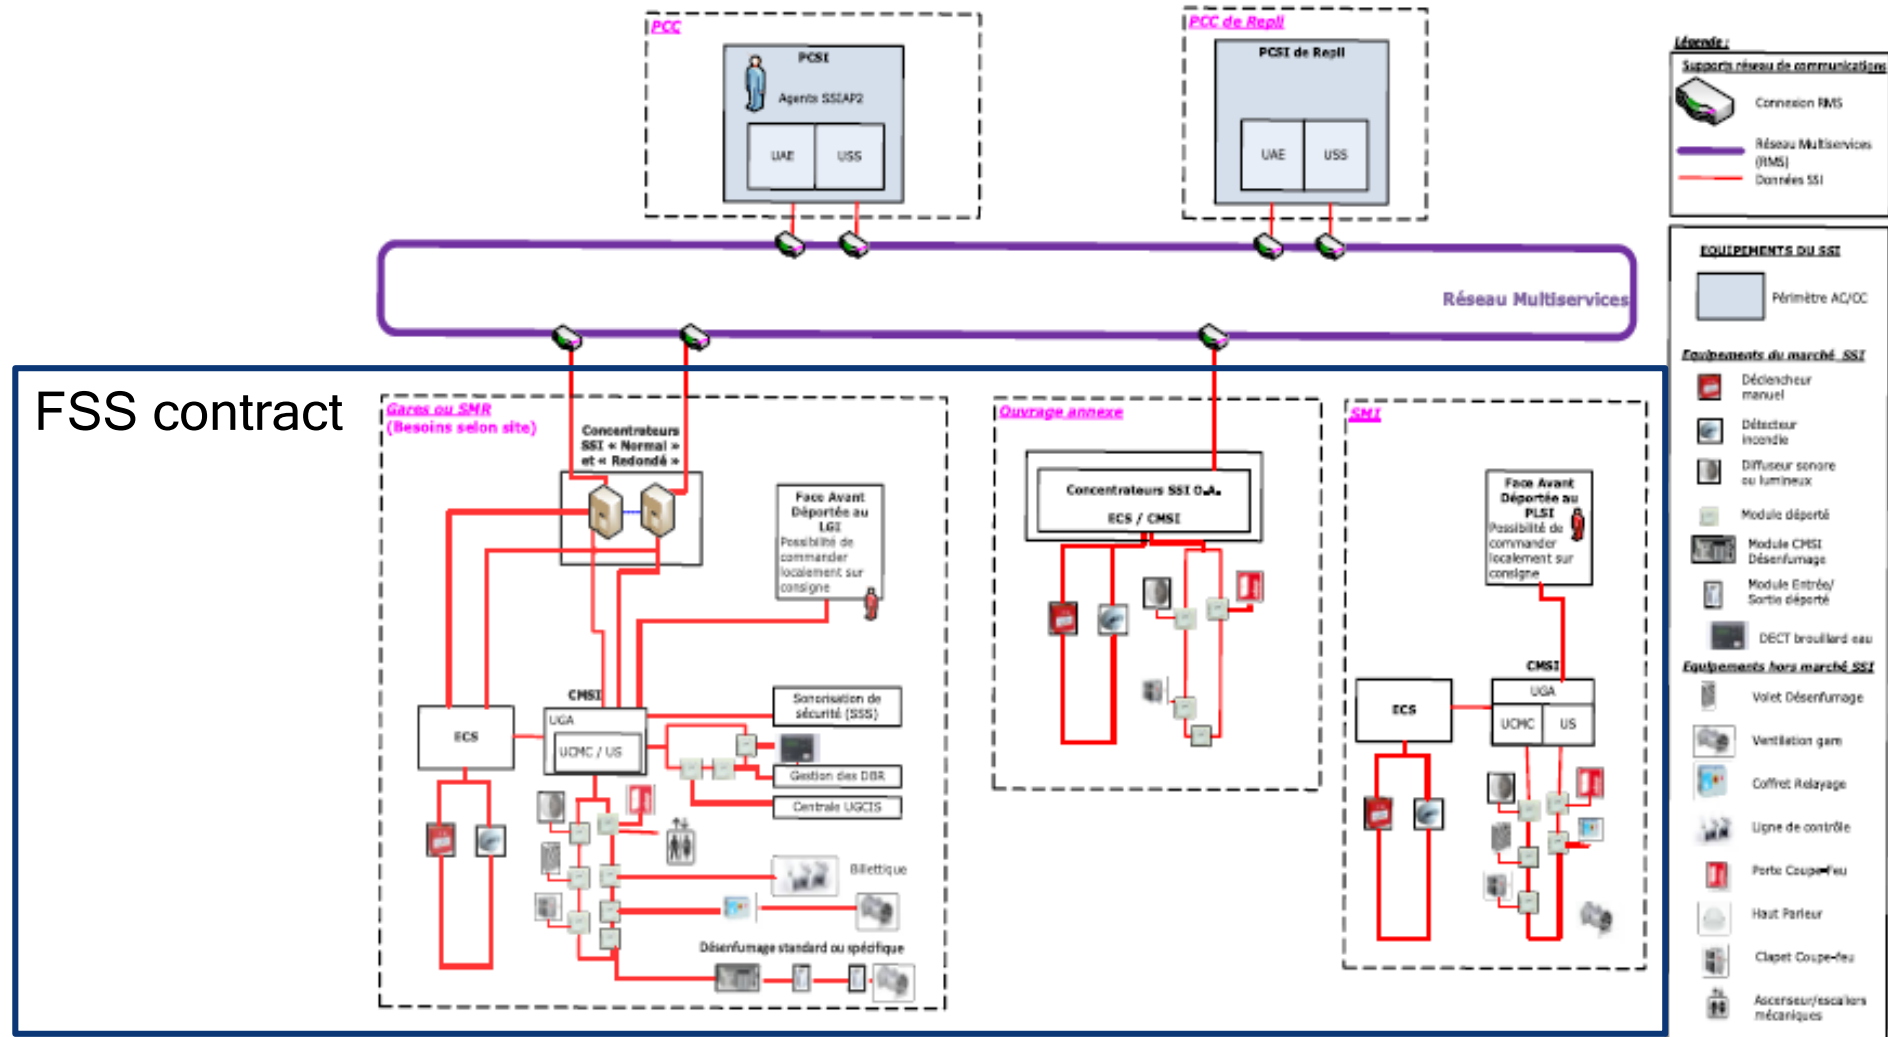 PCC
PCSI
Agents SSIAP2
UAE
USS
PCC de Repli
PCSI de Repli
UAE
USS
Réseau Multiservices
FSS contract
Gares ou SMR
(Besoins selon site)
Concentrateurs
SSI « Normal »
et « Redondé »
Face Avant
Déportée au
LGI
Possibilité de
commander
localement sur
consigne
CMSI
UGA
UCMC / US
ECS
Sonorisation de
sécurité (SSS)
Gestion des DBR
Centrale UGCIS
Billettique
Désenfumage standard ou spécifique
Ouvrage annexe
Concentrateurs SSI O.A.
ECS / CMSI
SMI
Face Avant
Déportée au
PLSI
Possibilité de
commander
localement sur
consigne
CMSI
UGA
UCMC
US
ECS
Légende :
Supports réseau de communications
Connexion RMS
Réseau Multiservices
(RMS)
Données SSI
EQUIPEMENTS DU SSI
Périmètre AC/CC
Equipements du marché SSI
Déclencheur
manuel
Détecteur
incendie
Diffuseur sonore
ou lumineux
Module déporté
Module CMSI
Désenfumage
Module Entrée/
Sortie déporté
DECT brouillard eau
Equipements hors marché SSI
Volet Désenfumage
Ventilation gare
Coffret Relayage
Ligne de contrôle
Porte Coupe-Feu
Haut Parleur
Clapet Coupe-feu
Ascenseur/escaliers
mécaniques